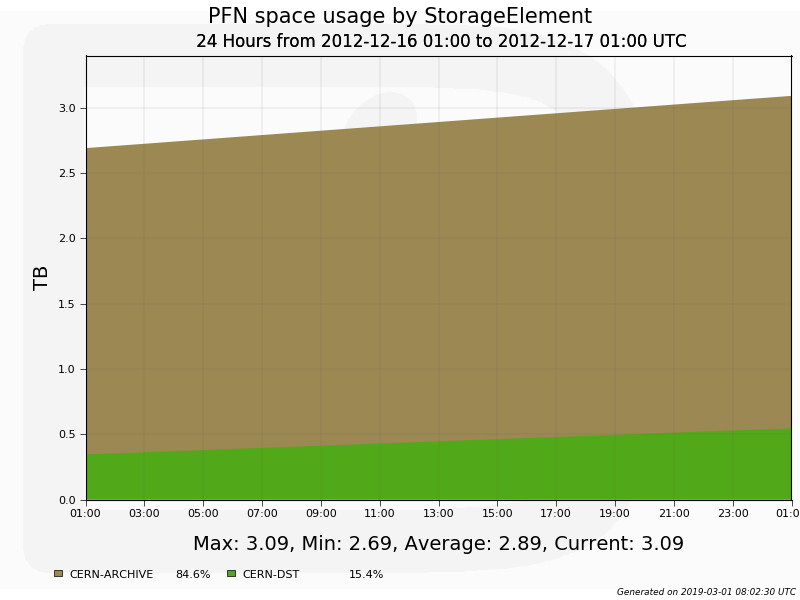 PFN space usage by StorageElement
24 Hours from 2012-12-16 01:00 to 2012-12-17 01:00 UTC
3.0
2.5
2.0
1.5
1.0
0.5
0.0
TB
01:00 03:00 05:00 07:00 09:00 11:00 13:00 15:00 17:00 19:00 21:00 23:00 01:0
Max: 3.09, Min: 2.69, Average: 2.89, Current: 3.09
CERN-ARCHIVE 84.6% CERN-DST 15.4%
Generated on 2019-03-01 08:02:30 UTC